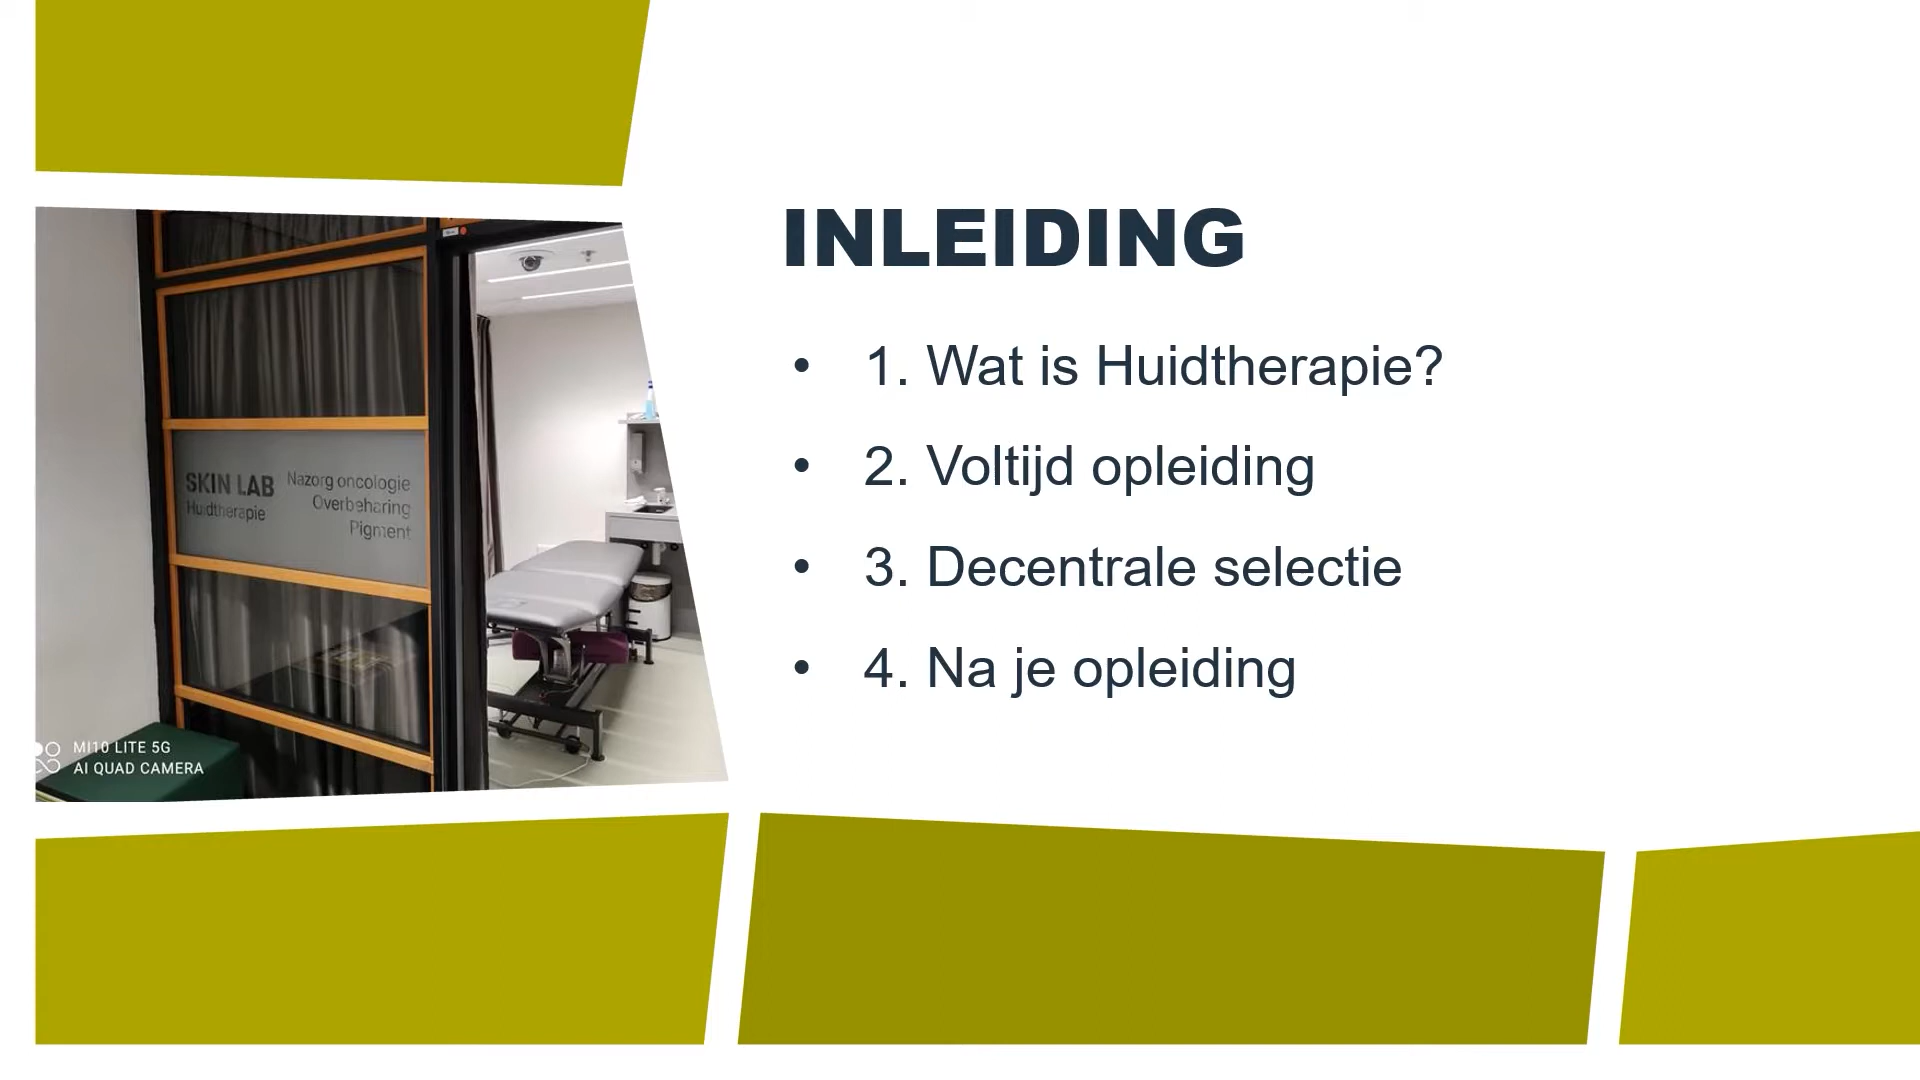 INLEIDING
• 1. Wat is Huidtherapie?
• 2. Voltijd opleiding
• 3. Decentrale selectie
• 4. Na je opleiding
SKIN LAB
Huidtherapie
Nazorg oncologie
Overbeharing
Pigment
MI10 LITE 5G
AI QUAD CAMERA